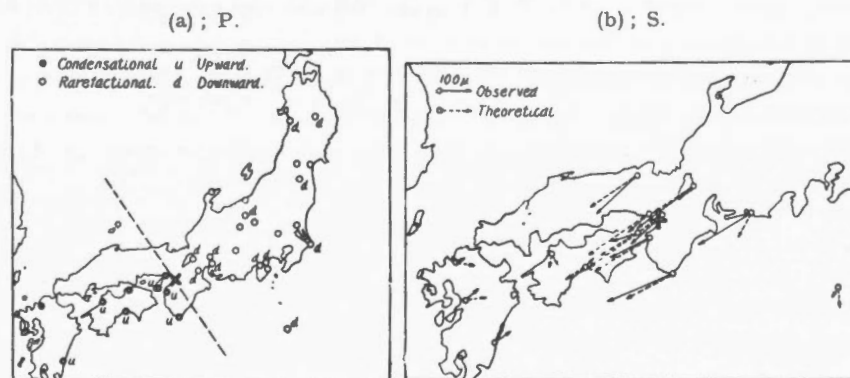 (a) ; P.
(b) ; S.
Condensational u Upward.
Rarefactional. d Downward.
100μ
Observed
Theoretical
d
d
d
d
d
d
d
d
d
u
u
u
u
u
u